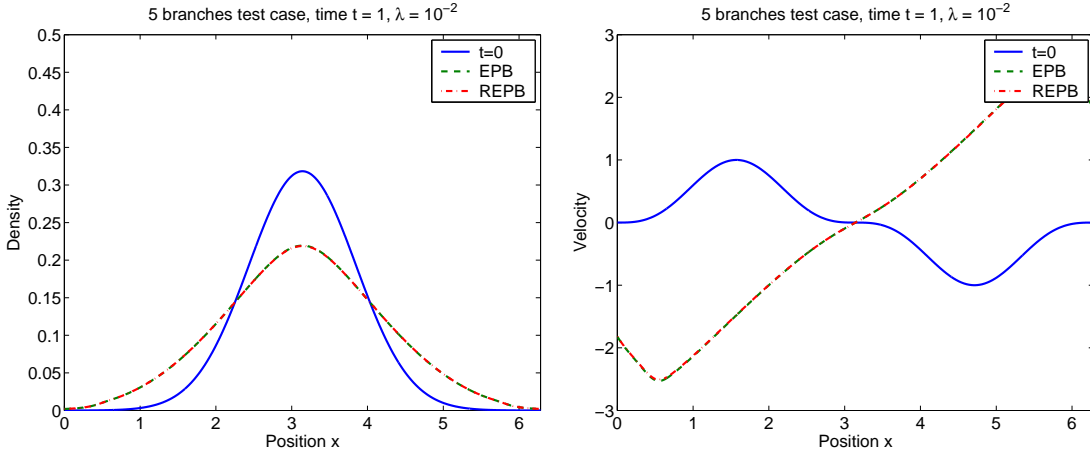 5 branches test case, time t = 1, λ = 10⁻²
0.5
0.45
0.4
0.35
0.3
0.25
0.2
0.15
0.1
0.05
0
Density
t=0
EPB
REPB
0 1 2 3 4 5 6
Position x
5 branches test case, time t = 1, λ = 10⁻²
3
2
1
0
−1
−2
−3
Velocity
t=0
EPB
REPB
0 1 2 3 4 5 6
Position x